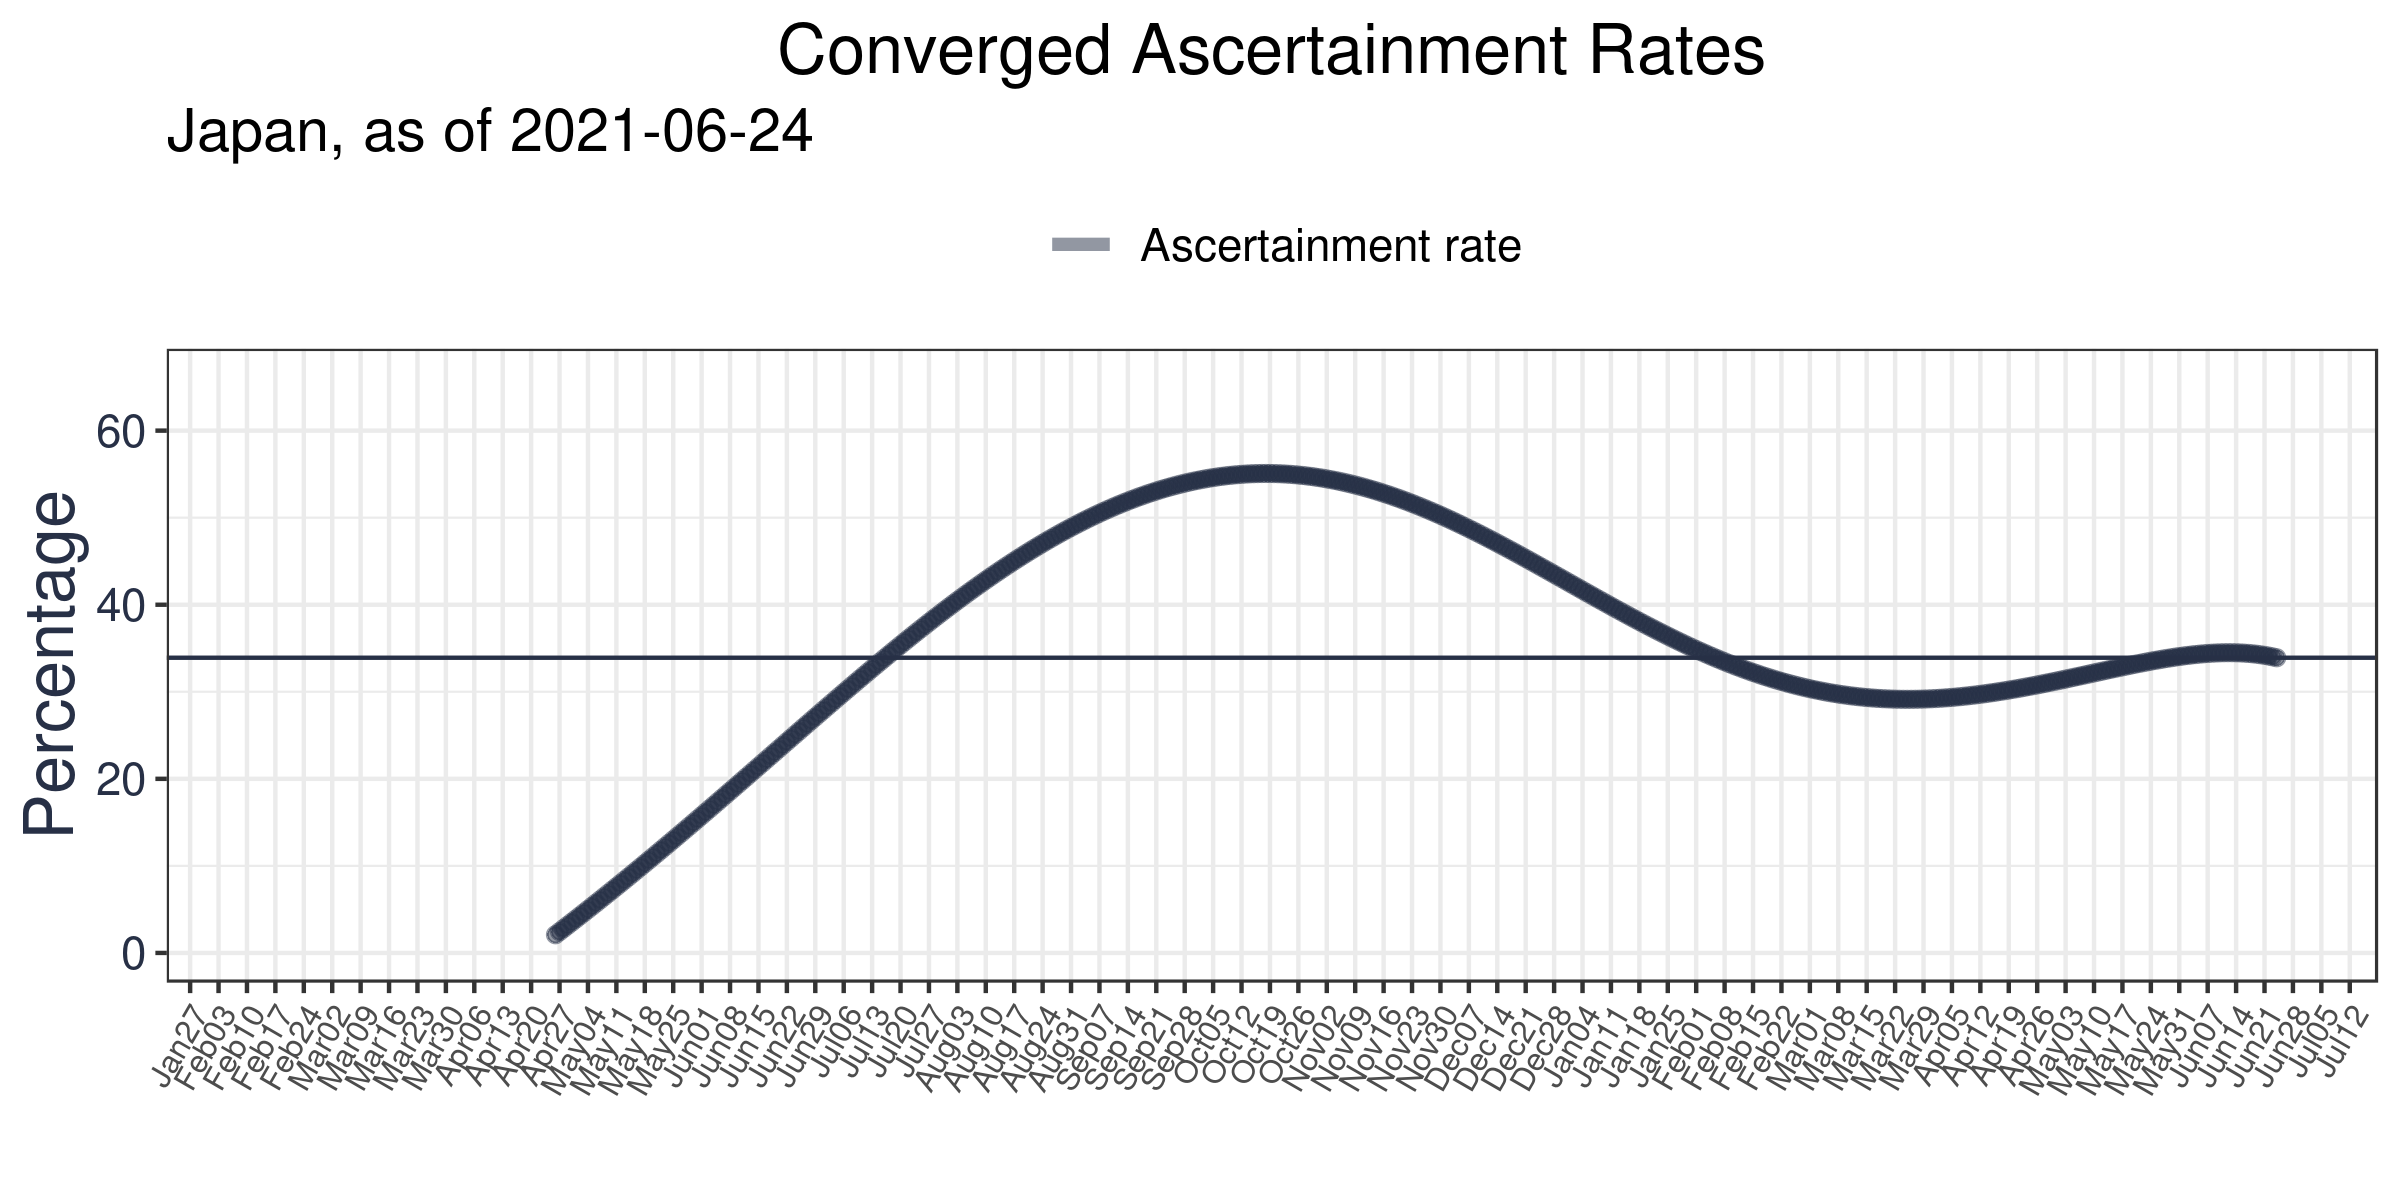 Converged Ascertainment Rates
Japan, as of 2021-06-24
Ascertainment rate
Percentage
60
40
20
0
Jan27 Feb03 Feb10 Feb17 Feb24 Mar02 Mar09 Mar16 Mar23 Mar30 Apr06 Apr13 Apr20 Apr27 May04 May11 May18 May25 Jun01 Jun08 Jun15 Jun22 Jun29 Jul06 Jul13 Jul20 Jul27 Aug03 Aug10 Aug17 Aug24 Aug31 Sep07 Sep14 Sep21 Sep28 Oct05 Oct12 Oct19 Oct26 Nov02 Nov09 Nov16 Nov23 Nov30 Dec07 Dec14 Dec21 Dec28 Jan04 Jan11 Jan18 Jan25 Feb01 Feb08 Feb15 Feb22 Mar01 Mar08 Mar15 Mar22 Mar29 Apr05 Apr12 Apr19 Apr26 May03 May10 May17 May24 May31 Jun07 Jun14 Jun21 Jun28 Jul05 Jul12